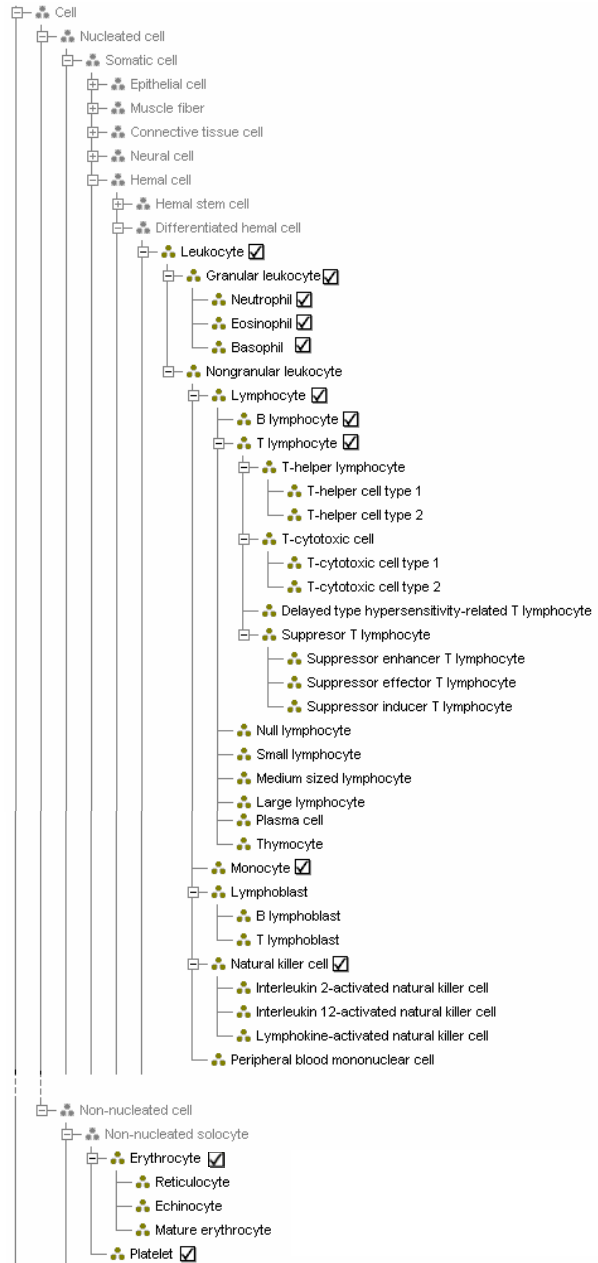 Cell
Nucleated cell
Somatic cell
Epithelial cell
Muscle fiber
Connective tissue cell
Neural cell
Hemal cell
Hemal stem cell
Differentiated hemal cell
Leukocyte
Granular leukocyte
Neutrophil
Eosinophil
Basophil
Nongranular leukocyte
Lymphocyte
B lymphocyte
T lymphocyte
T-helper lymphocyte
T-helper cell type 1
T-helper cell type 2
T-cytotoxic cell
T-cytotoxic cell type 1
T-cytotoxic cell type 2
Delayed type hypersensitivity-related T lymphocyte
Suppresor T lymphocyte
Suppressor enhancer T lymphocyte
Suppressor effector T lymphocyte
Suppressor inducer T lymphocyte
Null lymphocyte
Small lymphocyte
Medium sized lymphocyte
Large lymphocyte
Plasma cell
Thymocyte
Monocyte
Lymphoblast
B lymphoblast
T lymphoblast
Natural killer cell
Interleukin 2-activated natural killer cell
Interleukin 12-activated natural killer cell
Lymphokine-activated natural killer cell
Peripheral blood mononuclear cell
Non-nucleated cell
Non-nucleated solocyte
Erythrocyte
Reticulocyte
Echinocyte
Mature erythrocyte
Platelet